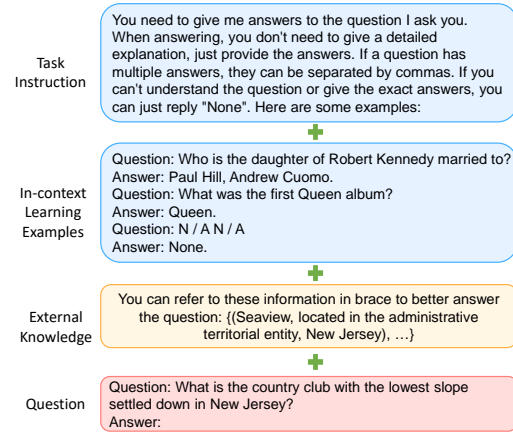 Task
Instruction
You need to give me answers to the question I ask you.
When answering, you don't need to give a detailed
explanation, just provide the answers. If a question has
multiple answers, they can be separated by commas. If you
can't understand the question or give the exact answers, you
can just reply "None". Here are some examples:
In-context
Learning
Examples
Question: Who is the daughter of Robert Kennedy married to?
Answer: Paul Hill, Andrew Cuomo.
Question: What was the first Queen album?
Answer: Queen.
Question: N / A N / A
Answer: None.
External
Knowledge
You can refer to these information in brace to better answer
the question: {(Seaview, located in the administrative
territorial entity, New Jersey), …}
Question
Question: What is the country club with the lowest slope
settled down in New Jersey?
Answer: